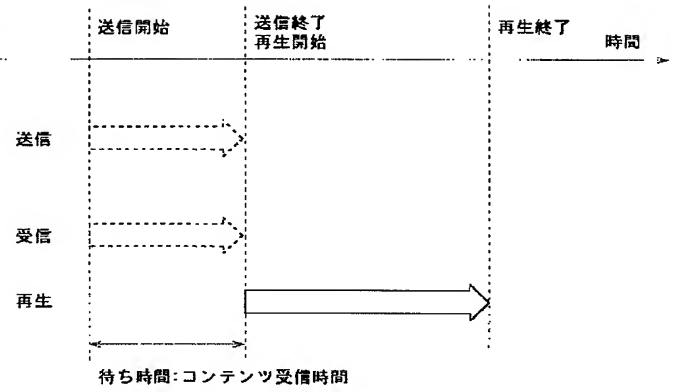 送信開始
送信終了
再生開始
再生終了
時間
送信
受信
再生
待ち時間:コンテンツ受信時間